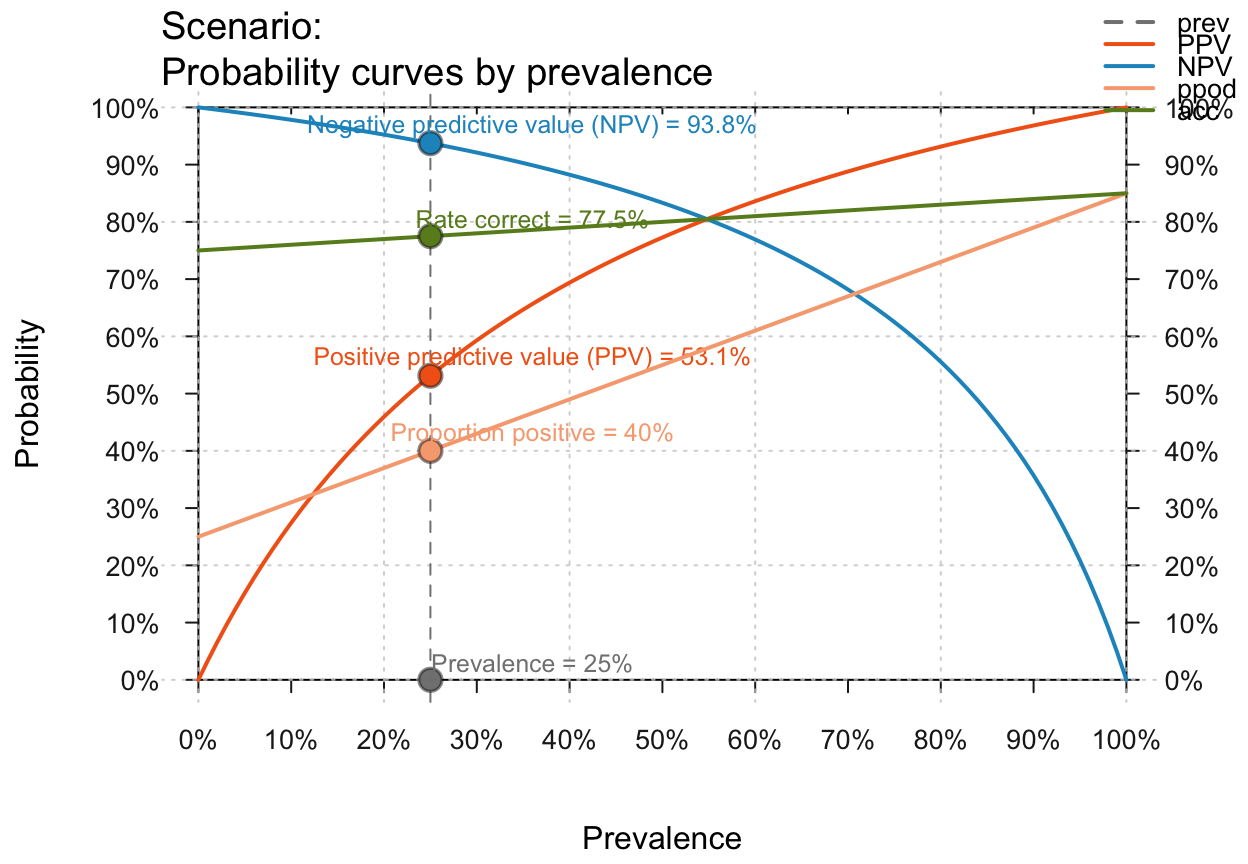 Scenario:
Probability curves by prevalence
prev
PPV
NPV
ppod
acc
100%
90%
80%
70%
60%
50%
40%
30%
20%
10%
0%
Probability
Negative predictive value (NPV) = 93.8%
Rate correct = 77.5%
Positive predictive value (PPV) = 53.1%
Proportion positive = 40%
Prevalence = 25%
100%
90%
80%
70%
60%
50%
40%
30%
20%
10%
0%
0% 10% 20% 30% 40% 50% 60% 70% 80% 90% 100%
Prevalence